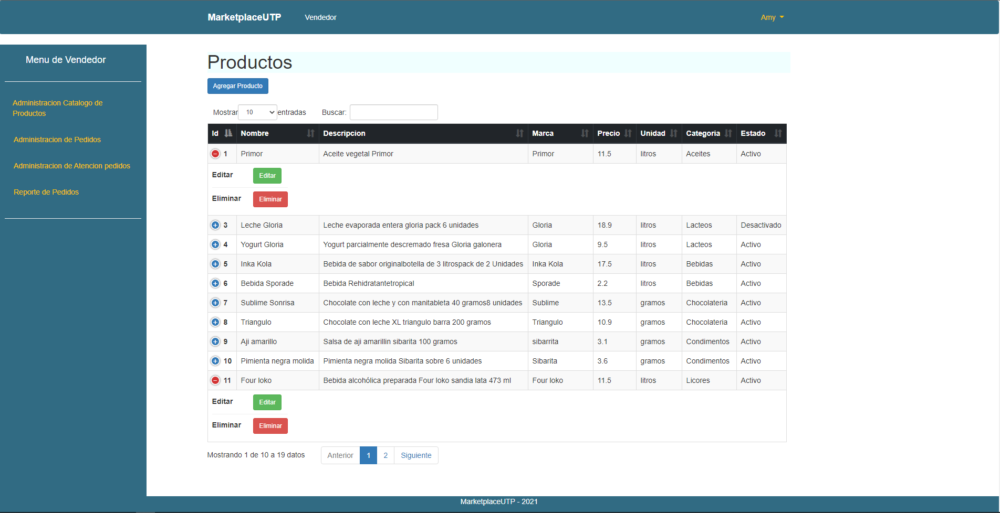 MarketplaceUTP Vendedor Amy
Menu de Vendedor
Administracion Catalogo de
Productos
Administracion de Pedidos
Administracion de Atencion pedidos
Reporte de Pedidos
Productos
Agregar Producto
Mostrar 10 entradas Buscar:
Id Nombre Descripcion Marca Precio Unidad Categoria Estado
1 Primor Aceite vegetal Primor Primor 11.5 litros Aceites Activo
Editar Editar
Eliminar Eliminar
3 Leche Gloria Leche evaporada entera gloria pack 6 unidades Gloria 18.9 litros Lacteos Desactivado
4 Yogurt Gloria Yogurt parcialmente descremado fresa Gloria galonera Gloria 9.5 litros Lacteos Activo
5 Inka Kola Bebida de sabor originalbotella de 3 litrospack de 2 Unidades Inka Kola 17.5 litros Bebidas Activo
6 Bebida Sporade Bebida Rehidratantetropical Sporade 2.2 litros Bebidas Activo
7 Sublime Sonrisa Chocolate con leche y con manitableta 40 gramos8 unidades Sublime 13.5 gramos Chocolateria Activo
8 Triangulo Chocolate con leche XL triangulo barra 200 gramos Triangulo 10.9 gramos Chocolateria Activo
9 Aji amarillo Salsa de aji amarillin sibarita 100 gramos sibarrita 3.1 gramos Condimentos Activo
10 Pimienta negra molida Pimienta negra molida Sibarita sobre 6 unidades Sibarita 3.6 gramos Condimentos Activo
11 Four loko Bebida alcohólica preparada Four loko sandia lata 473 ml Four loko 11.5 litros Licores Activo
Editar Editar
Eliminar Eliminar
Mostrando 1 de 10 a 19 datos Anterior 1 2 Siguiente
MarketplaceUTP - 2021